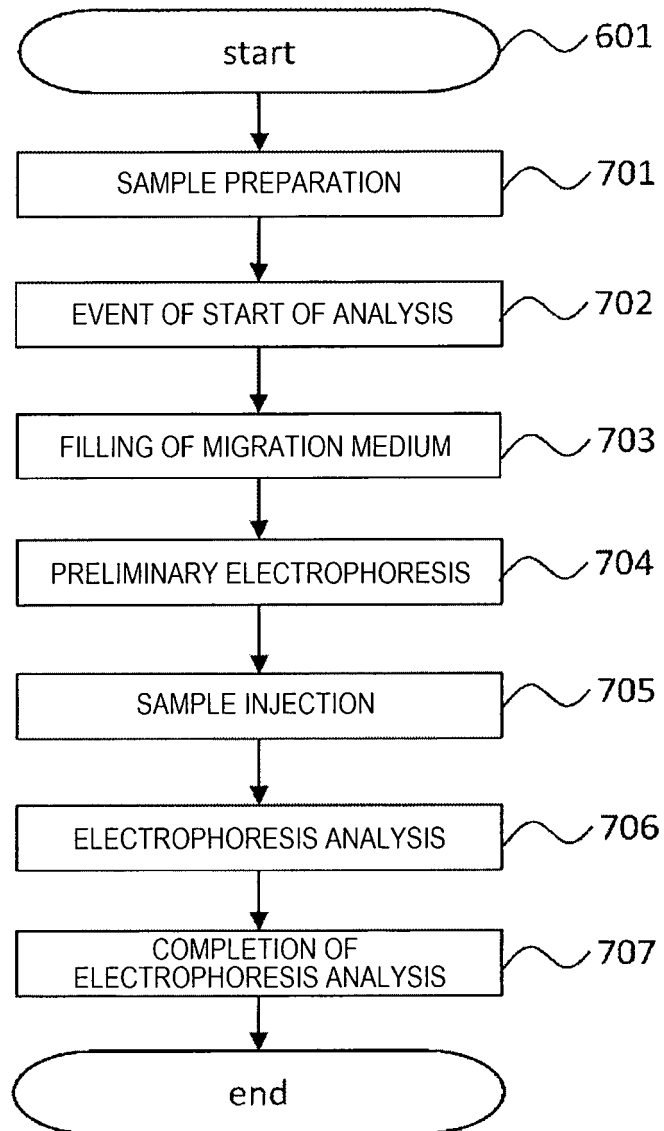 start
601
SAMPLE PREPARATION
701
EVENT OF START OF ANALYSIS
702
FILLING OF MIGRATION MEDIUM
703
PRELIMINARY ELECTROPHORESIS
704
SAMPLE INJECTION
705
ELECTROPHORESIS ANALYSIS
706
COMPLETION OF
ELECTROPHORESIS ANALYSIS
707
end